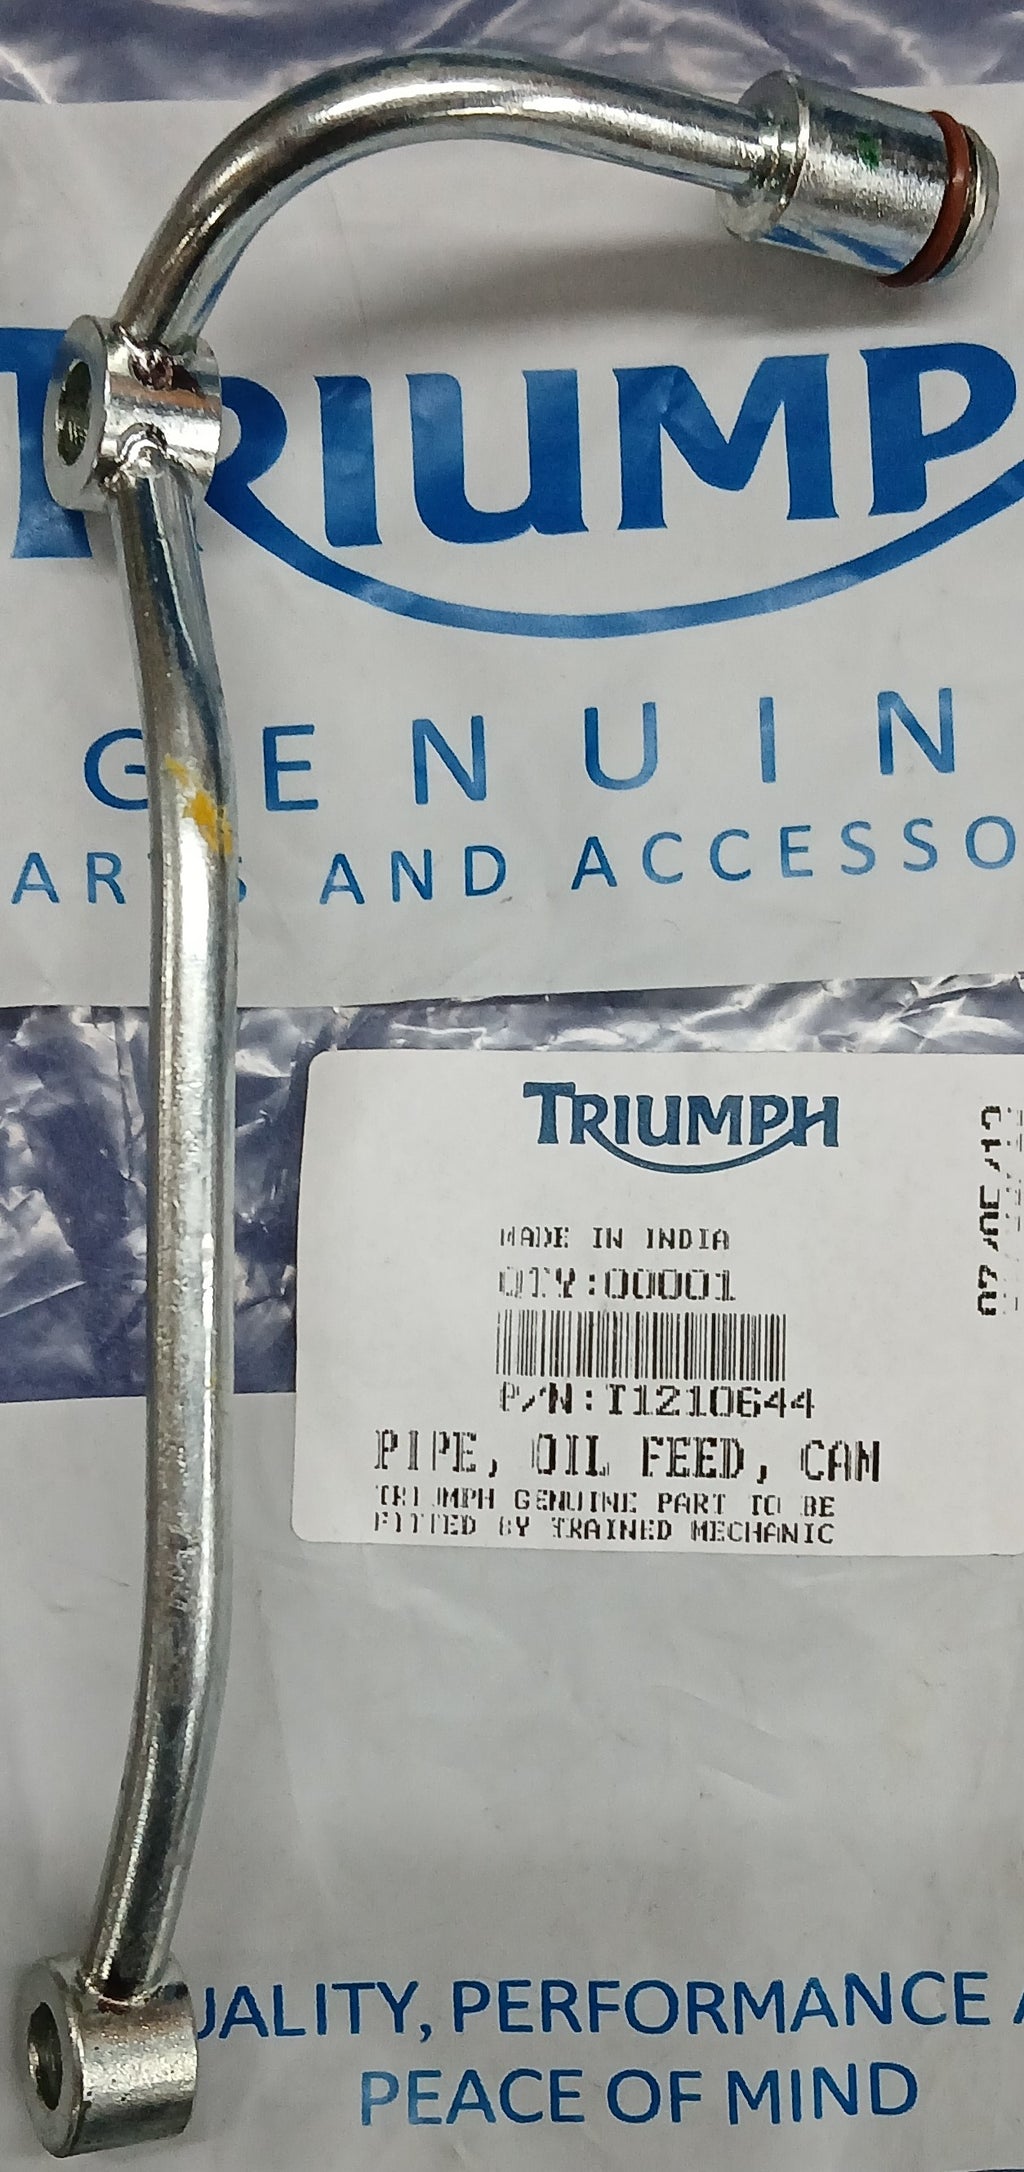 TRIUMP
GENUIN
ARTS AND ACCESSO
TRIUMPH
MADE IN INDIA
QTY:00001
P/N:T1210644
PIPE, OIL FEED, CAM
TRIUMPH GENUINE PART TO BE
FITTED BY TRAINED MECHANIC
UALITY, PERFORMANCE A
PEACE OF MIND